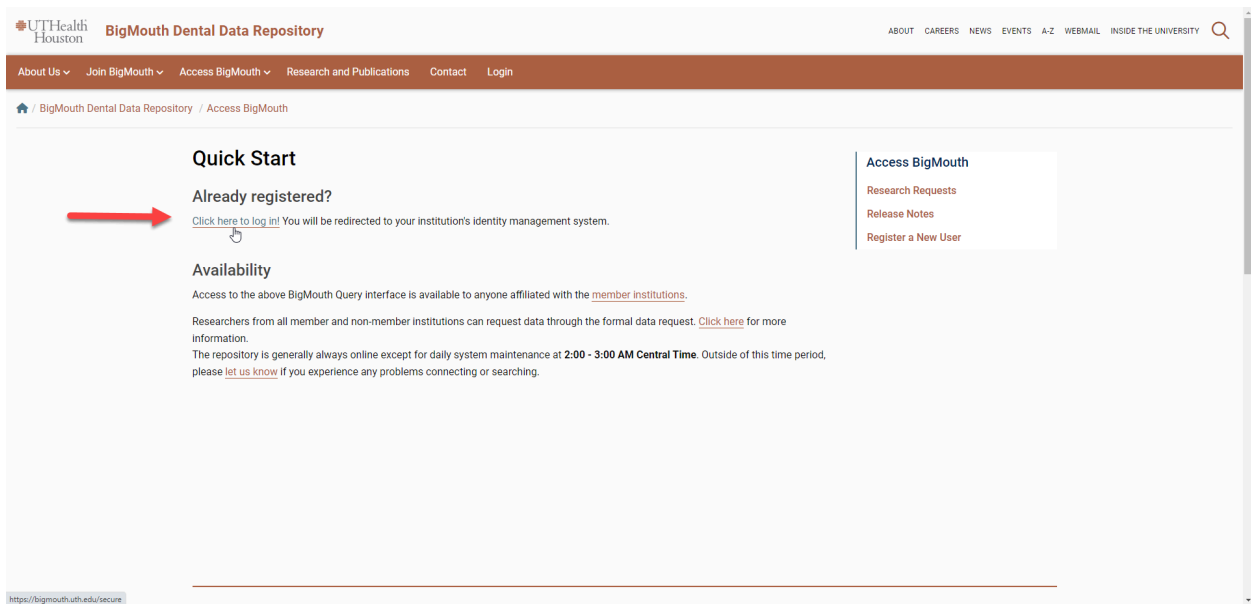 UTHealth
Houston
BigMouth Dental Data Repository
ABOUT CAREERS NEWS EVENTS A-Z WEBMAIL INSIDE THE UNIVERSITY
About Us Join BigMouth Access BigMouth Research and Publications Contact Login
/ BigMouth Dental Data Repository / Access BigMouth
Quick Start
Already registered?
Click here to log in! You will be redirected to your institution's identity management system.
Availability
Access to the above BigMouth Query interface is available to anyone affiliated with the member institutions.
Researchers from all member and non-member institutions can request data through the formal data request. Click here for more
information.
The repository is generally always online except for daily system maintenance at 2:00 - 3:00 AM Central Time. Outside of this time period,
please let us know if you experience any problems connecting or searching.
Access BigMouth
Research Requests
Release Notes
Register a New User
https://bigmouth.uth.edu/secure